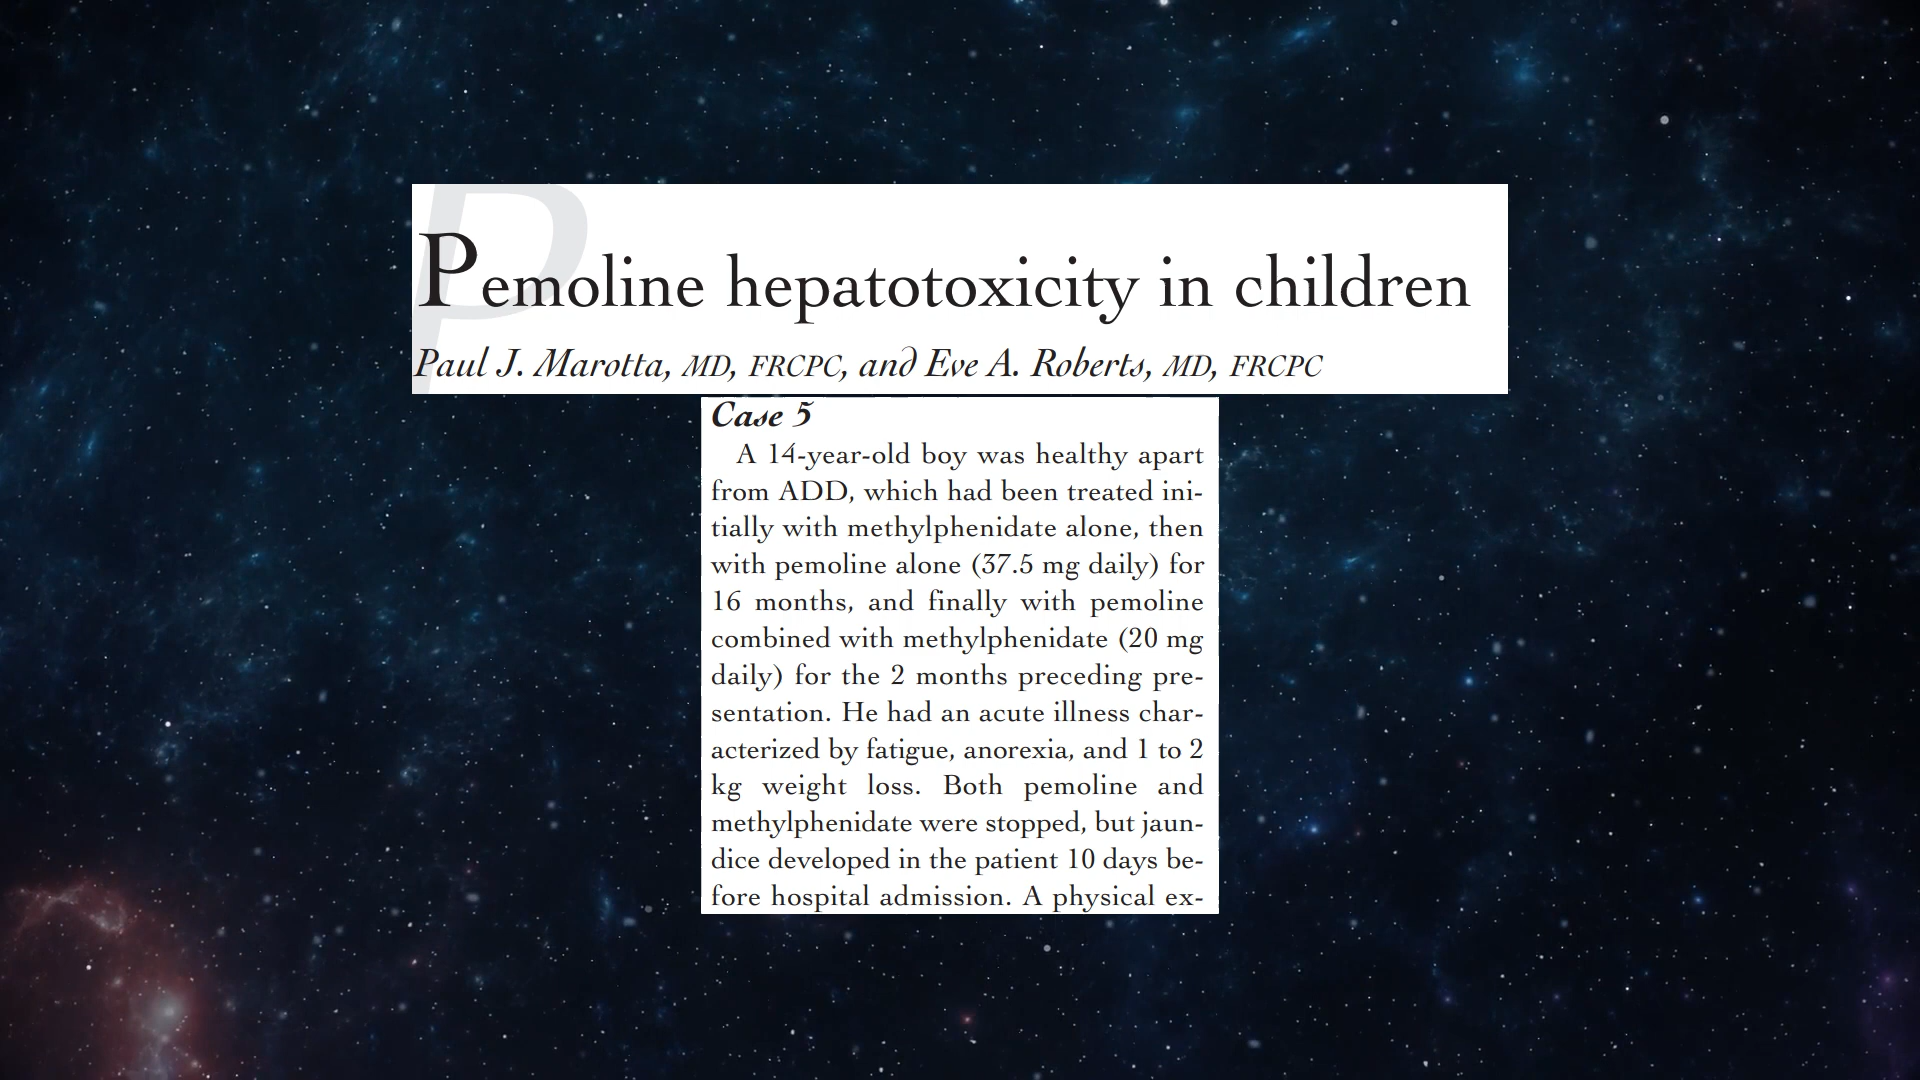 Pemoline hepatotoxicity in children
Paul J. Marotta, MD, FRCPC, and Eve A. Roberts, MD, FRCPC
Case 5
A 14-year-old boy was healthy apart
from ADD, which had been treated ini-
tially with methylphenidate alone, then
with pemoline alone (37.5 mg daily) for
16 months, and finally with pemoline
combined with methylphenidate (20 mg
daily) for the 2 months preceding pre-
sentation. He had an acute illness char-
acterized by fatigue, anorexia, and 1 to 2
kg weight loss. Both pemoline and
methylphenidate were stopped, but jaun-
dice developed in the patient 10 days be-
fore hospital admission. A physical ex-